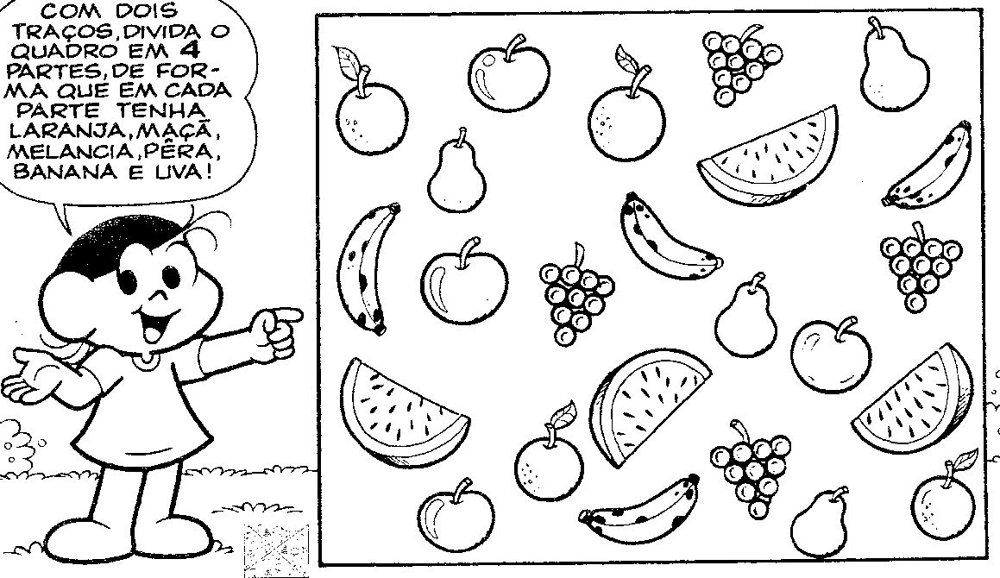 COM DOIS
TRAÇOS, DIVIDA O
QUADRO EM 4
PARTES, DE FOR-
MA QUE EM CADA
PARTE TENHA
LARANJA, MAÇÃ,
MELANCIA, PÊRA,
BANANA E UVA!